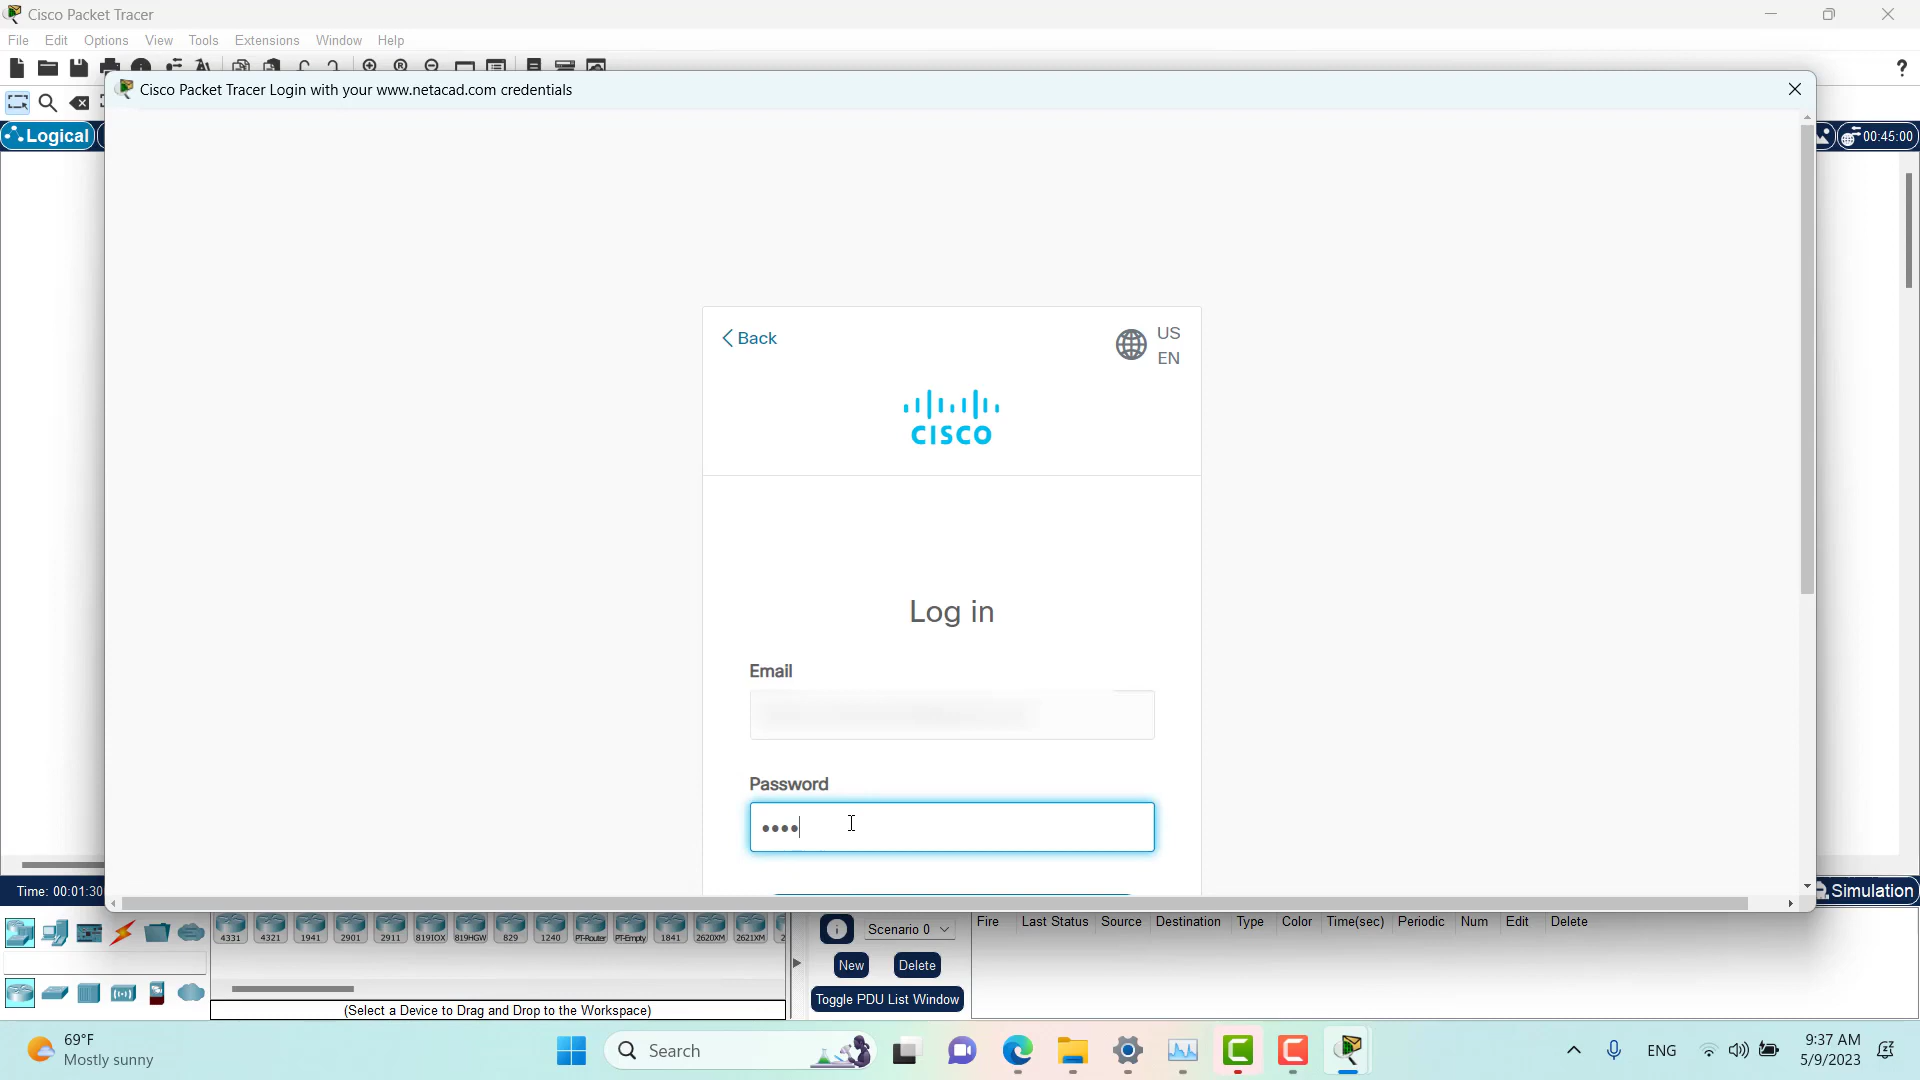 Cisco Packet Tracer
File Edit Options View Tools Extensions Window Help
?
Cisco Packet Tracer Login with your www.netacad.com credentials
Logical
00:45:00
Back
US
EN
CISCO
Log in
Email
Password
••••
Time: 00:01:30
Simulation
4331 4321 1941 2901 2911 819IOX 819HGW 829 1240 PT-Router PT-Empty 1841 2620XM 2621XM
Scenario 0
New Delete
Toggle PDU List Window
Fire Last Status Source Destination Type Color Time(sec) Periodic Num Edit Delete
(Select a Device to Drag and Drop to the Workspace)
69°F
Mostly sunny
Search
ENG
9:37 AM
5/9/2023